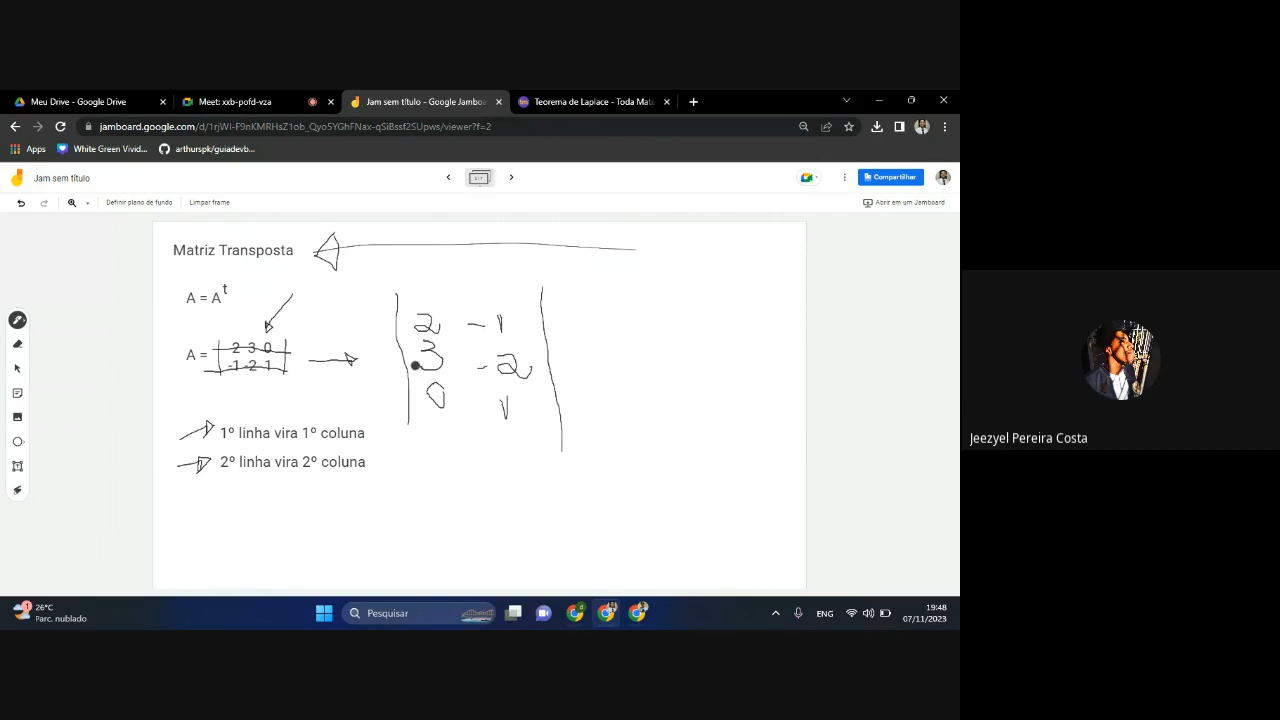 Meu Drive - Google Drive
Meet: xxb-pofd-vza
Jam sem título - Google Jamboa
Teorema de Laplace - Toda Mat
jamboard.google.com/d/1rjWI-F9nKMRHsZ1ob_Qyo5YGhFNax-qSiBssf2SUpws/viewer?f=2
Apps
White Green Vivid...
arthurspk/guiadevb...
Jam sem título
Compartilhar
Definir plano de fundo
Limpar frame
Abrir em um Jamboard
Matriz Transposta
A = A t
A = 2 3 0
-1 -2 1
2 -1
3 -2
0 1
1º linha vira 1º coluna
2º linha vira 2º coluna
Jeezyel Pereira Costa
26°C
Parc. nublado
Pesquisar
ENG
19:48
07/11/2023